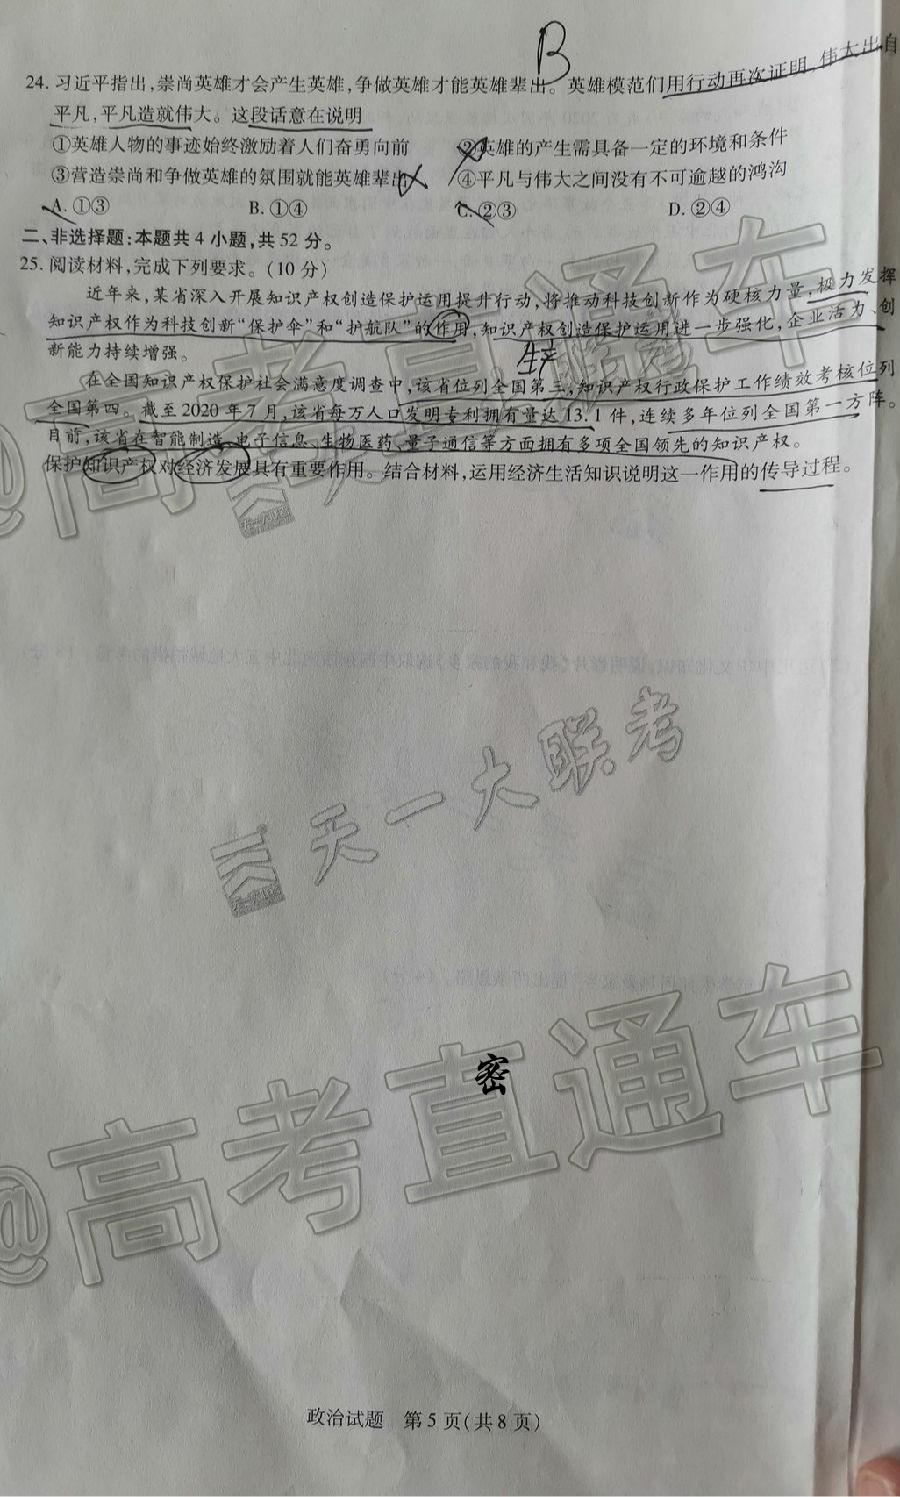 B
24. 习近平指出,崇尚英雄才会产生英雄,争做英雄才能英雄辈出。英雄模范们用行动再次证明,伟大出自
平凡,平凡造就伟大。这段话意在说明
①英雄人物的事迹始终激励着人们奋勇向前 ②英雄的产生需具备一定的环境和条件
③营造崇尚和争做英雄的氛围就能英雄辈出 ④平凡与伟大之间没有不可逾越的鸿沟
A. ①③ B. ①④ C. ②③ D. ②④
二、非选择题:本题共 4 小题,共 52 分。
25. 阅读材料,完成下列要求。(10 分)
近年来,某省深入开展知识产权创造保护运用提升行动,将推动科技创新作为硬核力量,极力发挥
知识产权作为科技创新“保护伞”和“护航队”的作用,知识产权创造保护运用进一步强化,企业活力、创
新能力持续增强。
生产
在全国知识产权保护社会满意度调查中,该省位列全国第三,知识产权行政保护工作绩效考核位列
全国第四。截至 2020 年 7 月,该省每万人口发明专利拥有量达 13.1 件,连续多年位列全国第一方阵。
目前,该省在智能制造、电子信息、生物医药、量子通信等方面拥有多项全国领先的知识产权。
保护知识产权对经济发展具有重要作用。结合材料,运用经济生活知识说明这一作用的传导过程。
@高考直通车
天一大联考
天一大联考
密
@高考直通车
政治试题 第 5 页(共 8 页)